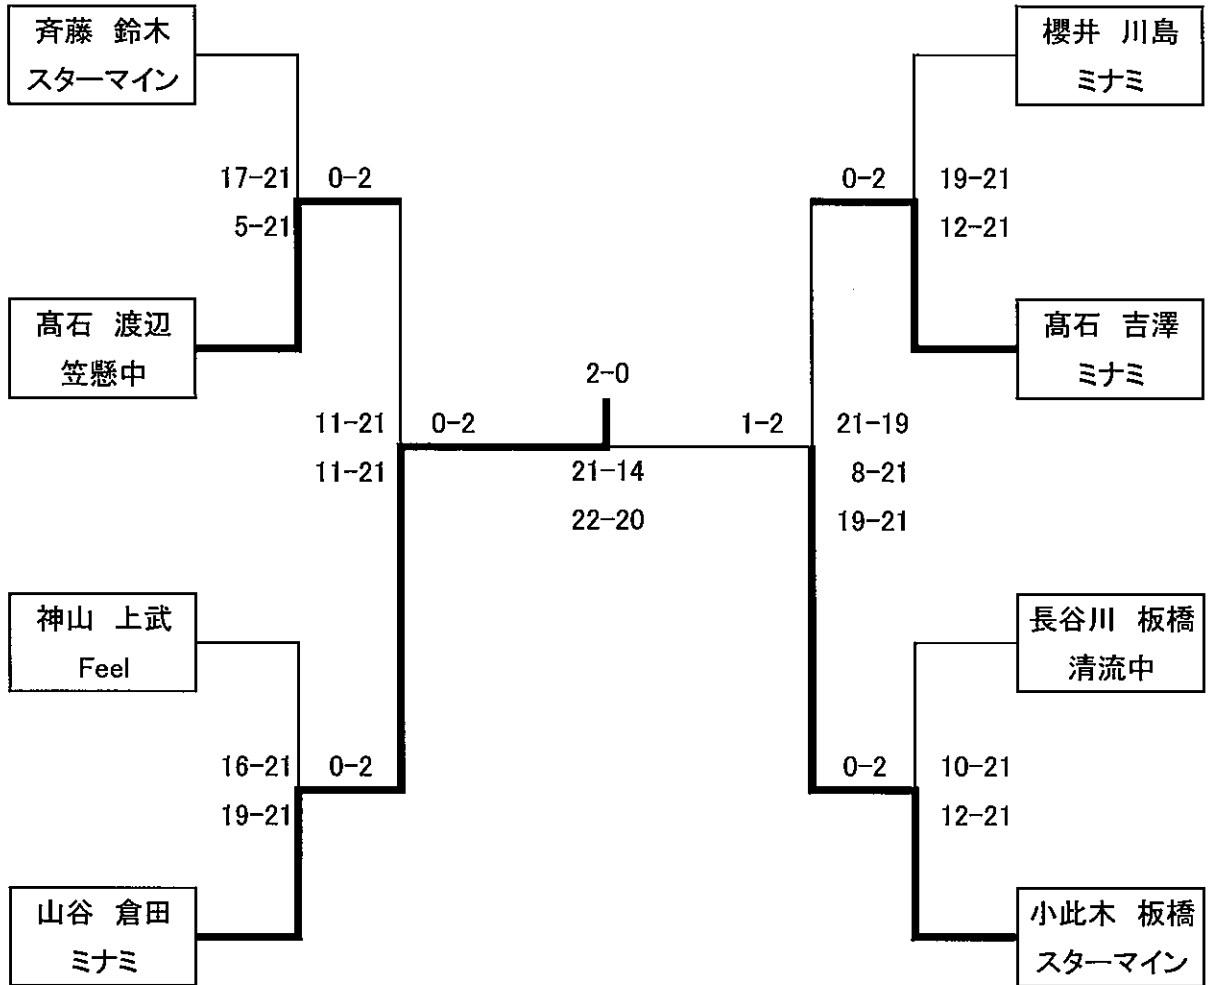 斉藤 鈴木
スターマイン
櫻井 川島
ミナミ
17-21 0-2
5-21
0-2 19-21
12-21
髙石 渡辺
笠懸中
髙石 吉澤
ミナミ
2-0
11-21 0-2
11-21
1-2 21-19
8-21
19-21
21-14
22-20
神山 上武
Feel
長谷川 板橋
清流中
16-21 0-2
19-21
0-2 10-21
12-21
山谷 倉田
ミナミ
小此木 板橋
スターマイン